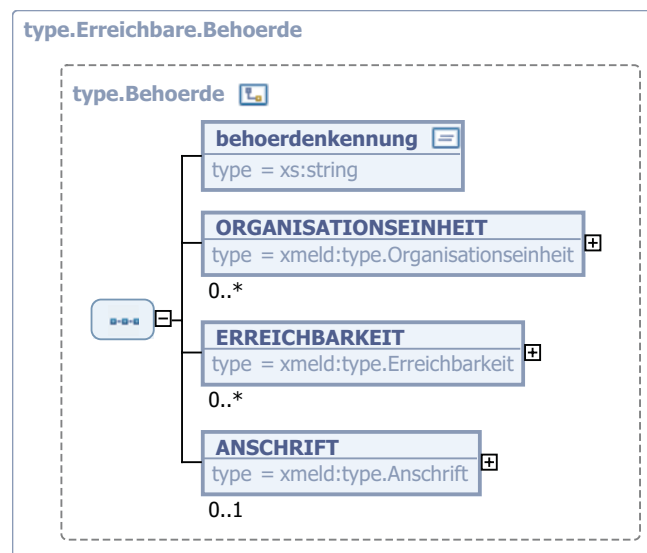 type.Erreichbare.Behoerde
type.Behoerde
behoerdenkennung
type = xs:string
ORGANISATIONSEINHEIT
type = xmeld:type.Organisationseinheit
0..*
ERREICHBARKEIT
type = xmeld:type.Erreichbarkeit
0..*
ANSCHRIFT
type = xmeld:type.Anschrift
0..1